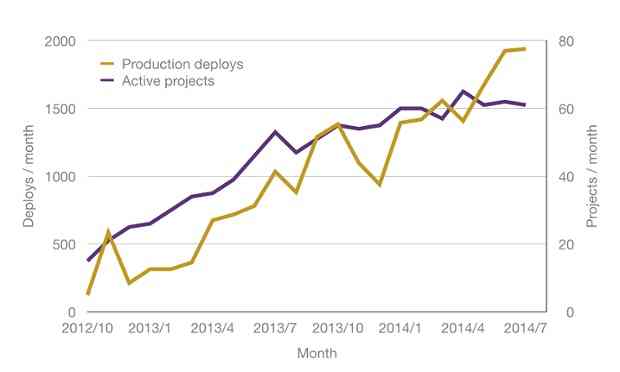 2000
80
Production deploys
Active projects
1500
60
Deploys / month
Projects / month
1000
40
500
20
0
0
2012/10 2013/1 2013/4 2013/7 2013/10 2014/1 2014/4 2014/7
Month